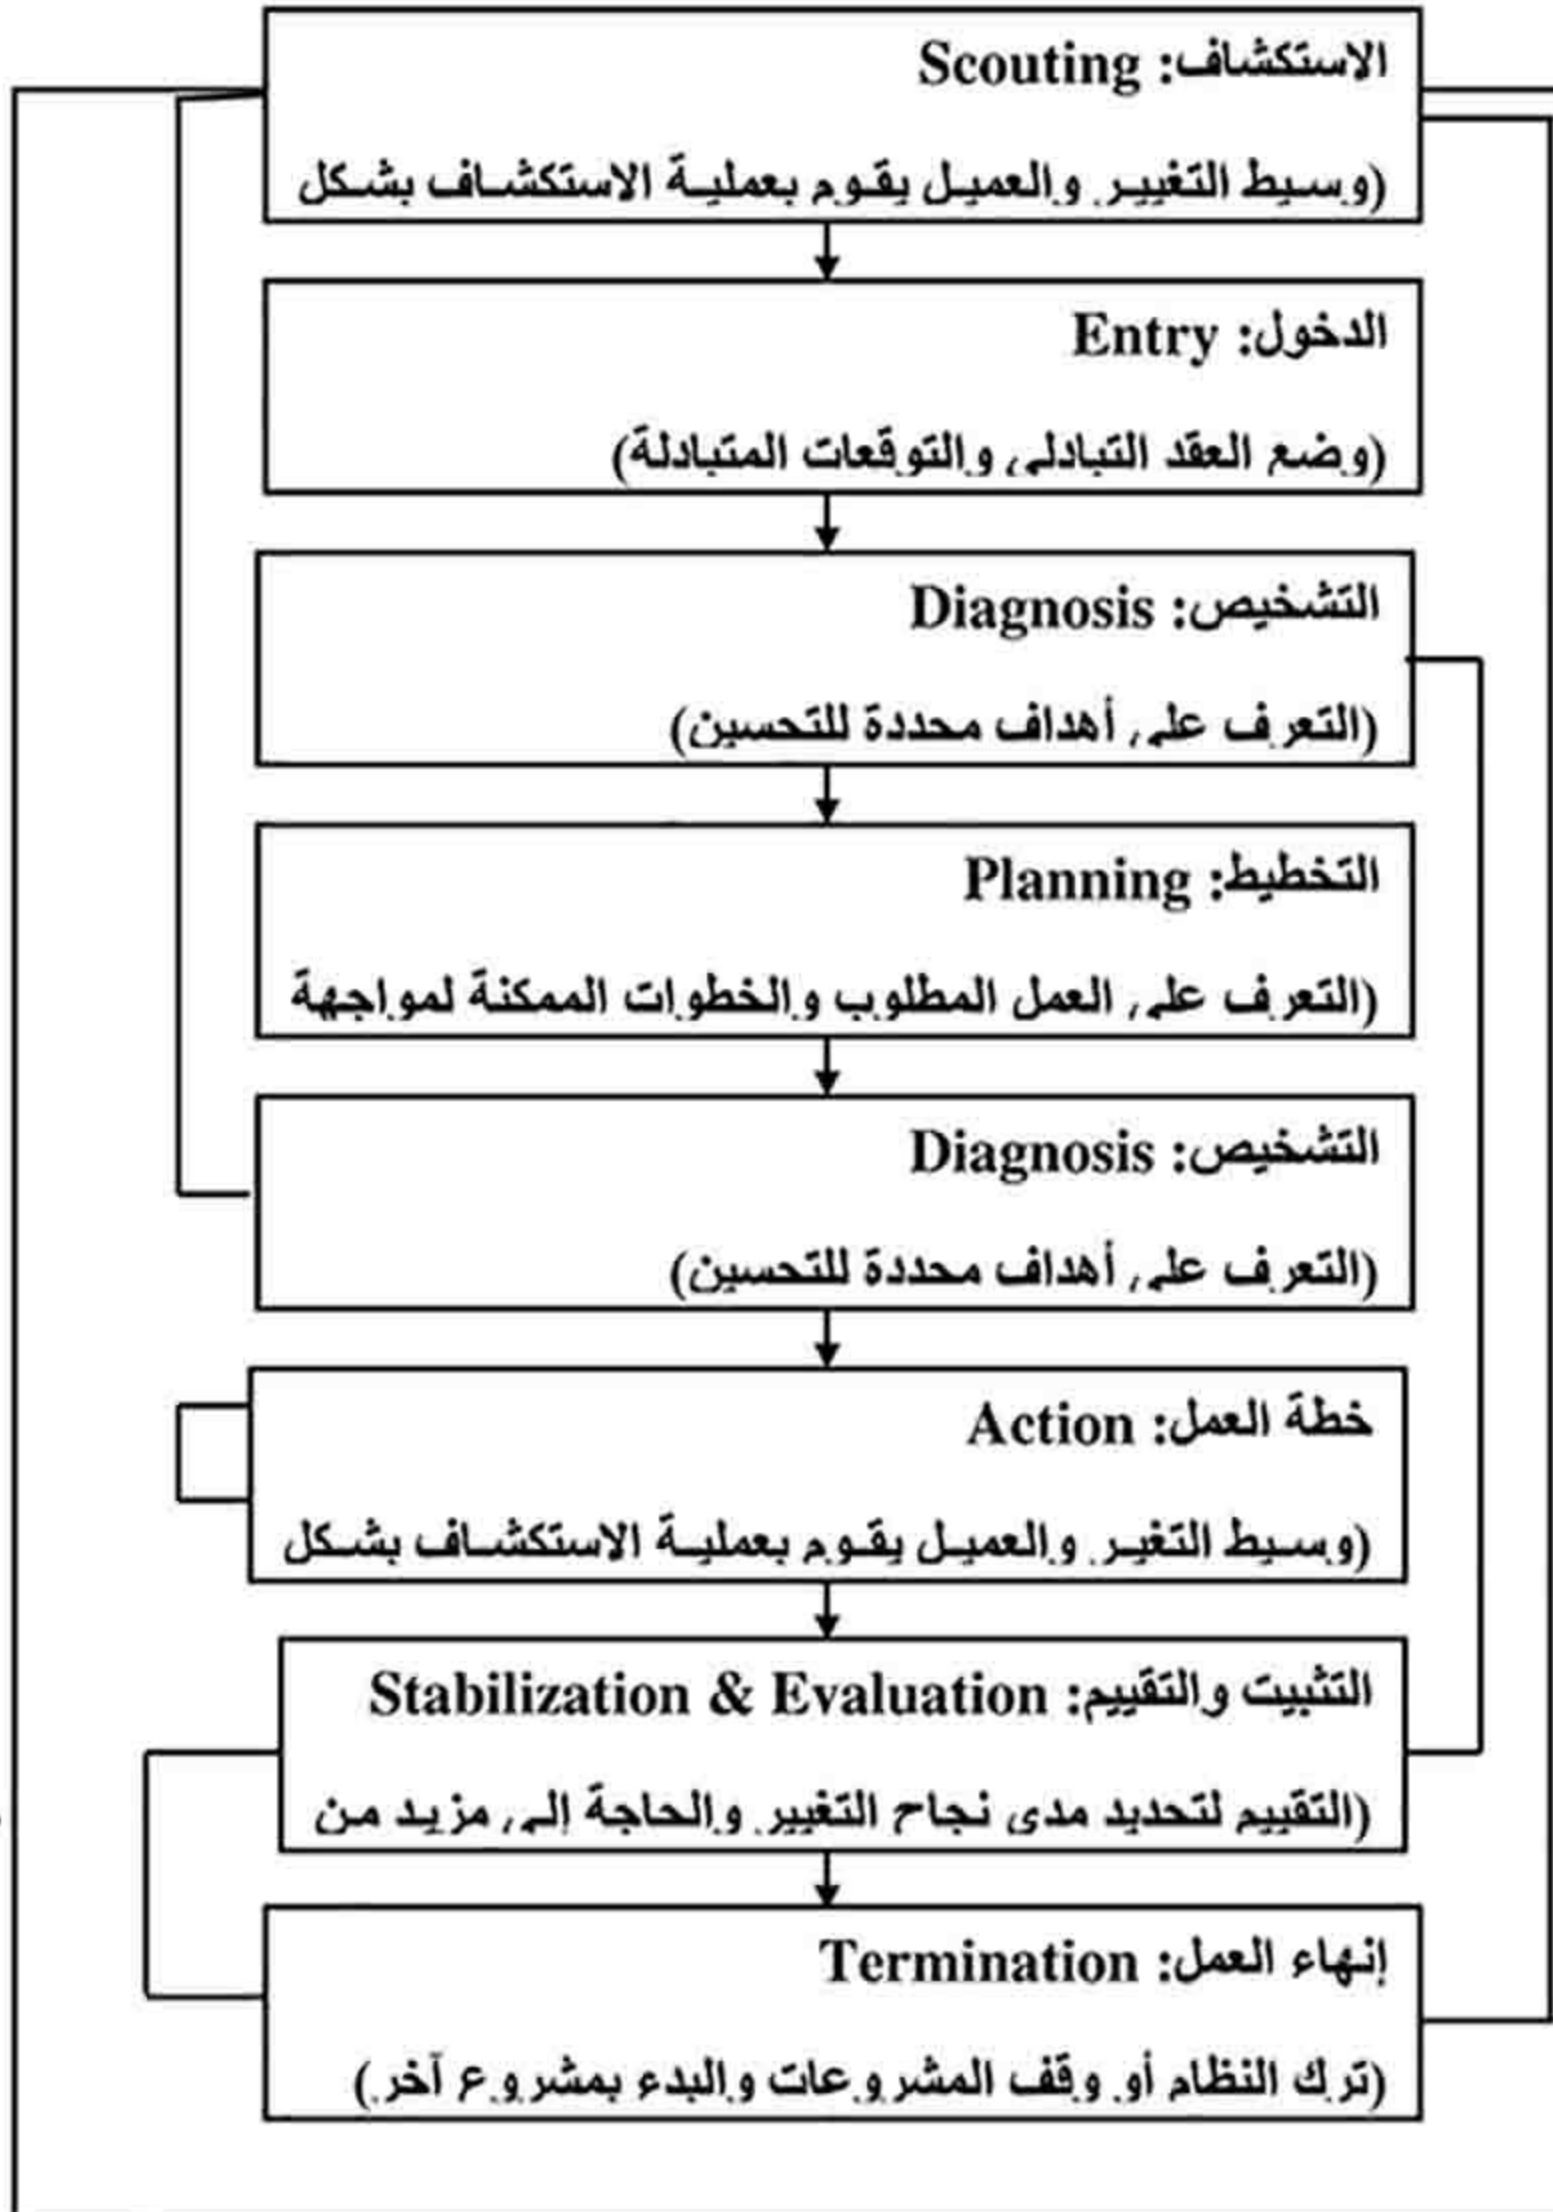 الاستكشاف: Scouting
(وسيط التغيير والعميل يقوم بعملية الاستكشاف بشكل
الدخول: Entry
(وضع العقد التبادلي والتوقعات المتبادلة)
التشخيص: Diagnosis
(التعرف على أهداف محددة للتحسين)
التخطيط: Planning
(التعرف على العمل المطلوب والخطوات الممكنة لمواجهة
التشخيص: Diagnosis
(التعرف على أهداف محددة للتحسين)
خطة العمل: Action
(وسيط التغير والعميل يقوم بعملية الاستكشاف بشكل
التثبيت والتقييم: Stabilization & Evaluation
(التقييم لتحديد مدى نجاح التغيير والحاجة إلى مزيد من
إنهاء العمل: Termination
(ترك النظام أو وقف المشروعات والبدء بمشروع آخر)